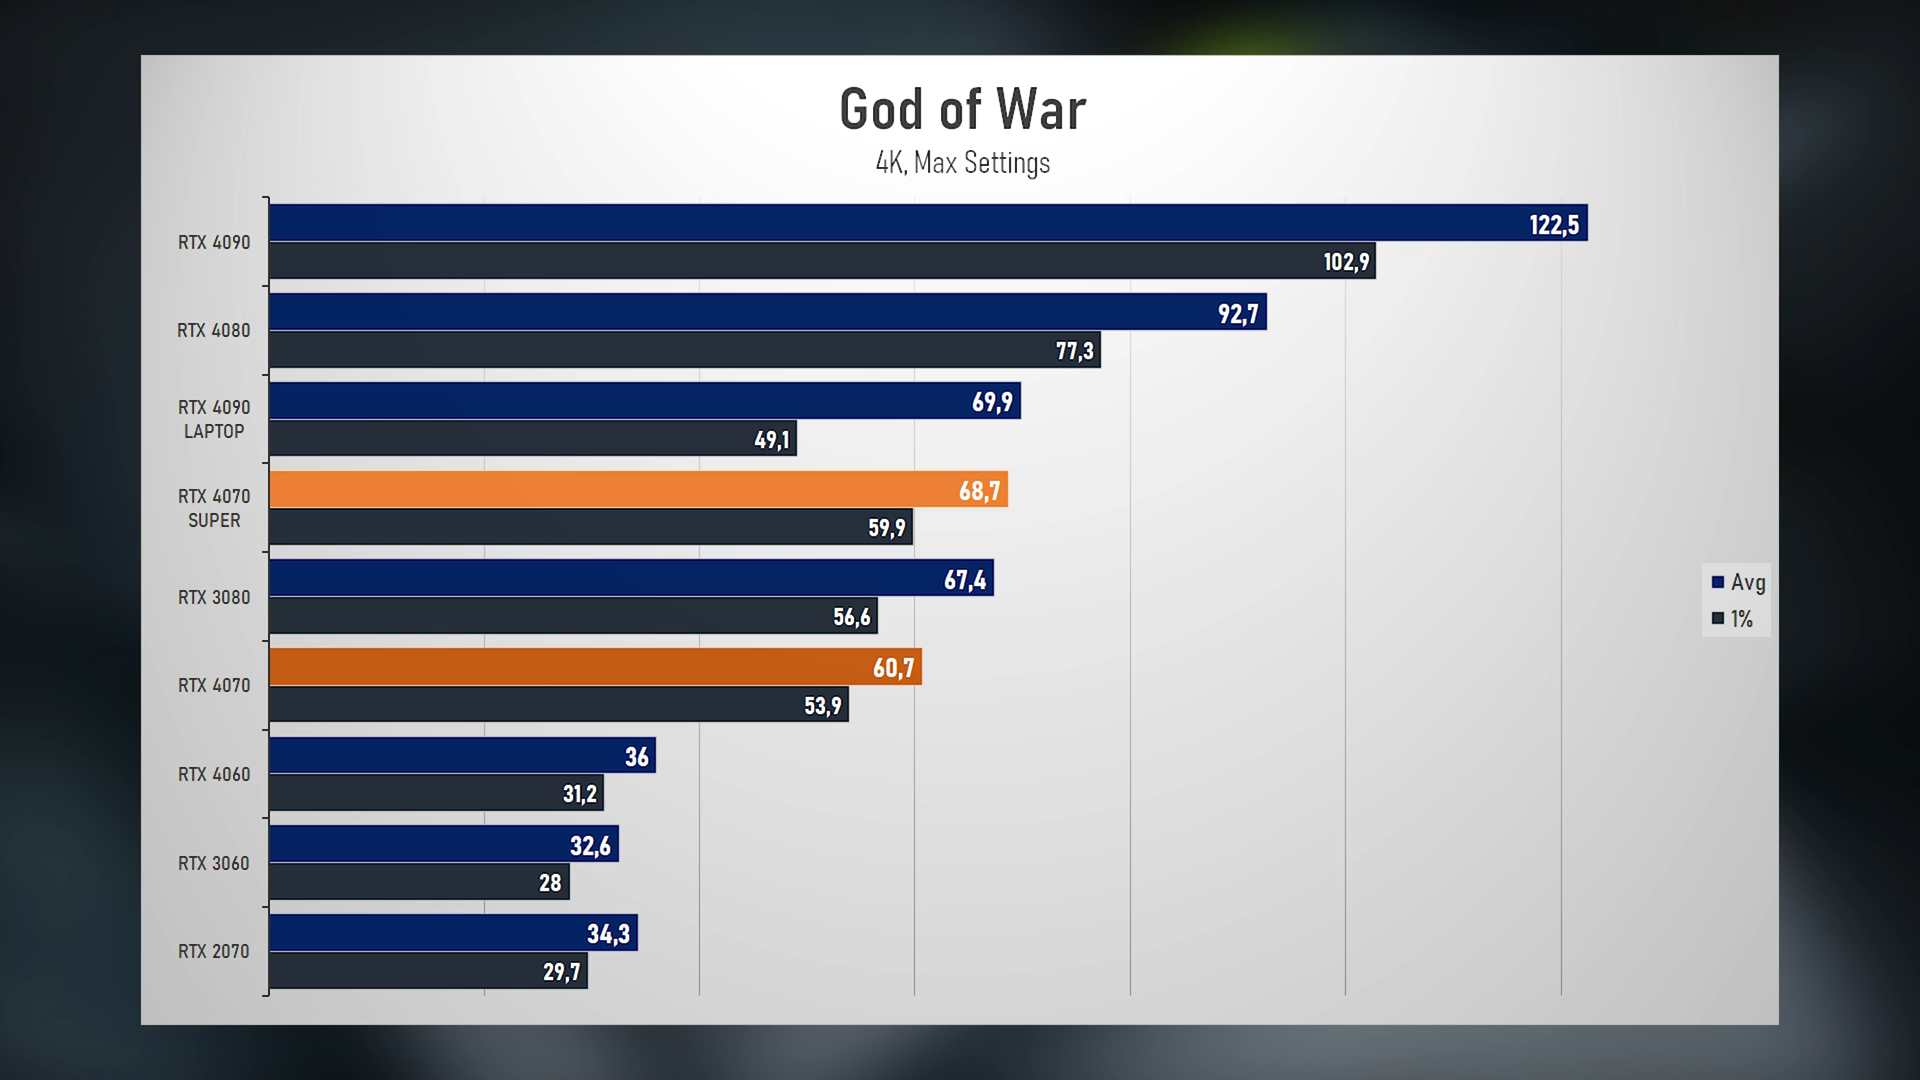 God of War
4K, Max Settings
RTX 4090
122,5
102,9
RTX 4080
92,7
77,3
RTX 4090
LAPTOP
69,9
49,1
RTX 4070
SUPER
68,7
59,9
RTX 3080
67,4
56,6
RTX 4070
60,7
53,9
RTX 4060
36
31,2
RTX 3060
32,6
28
RTX 2070
34,3
29,7
Avg
1%